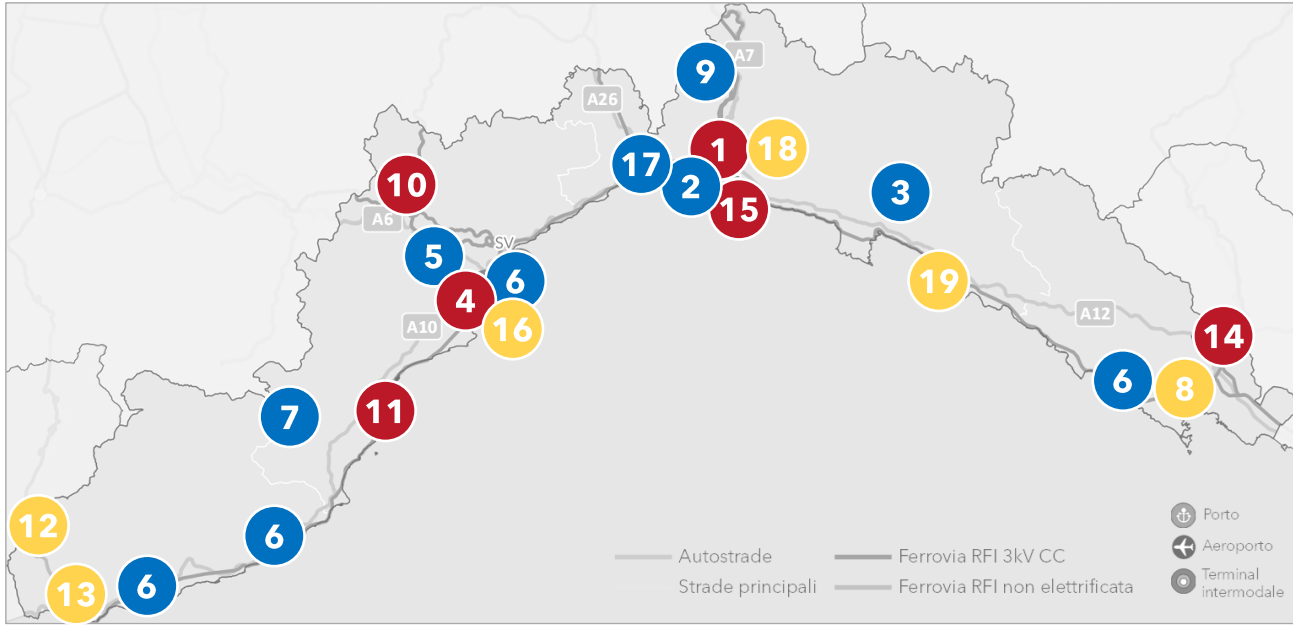 A7
9
A26
1
18
17
2
3
10
15
A6
SV
5
6
19
4
A12
16
A10
14
6
8
11
7
12
Porto
6
Aeroporto
Autostrade
Ferrovia RFI 3kV CC
Terminal
intermodale
Strade principali
Ferrovia RFI non elettrificata
6
13